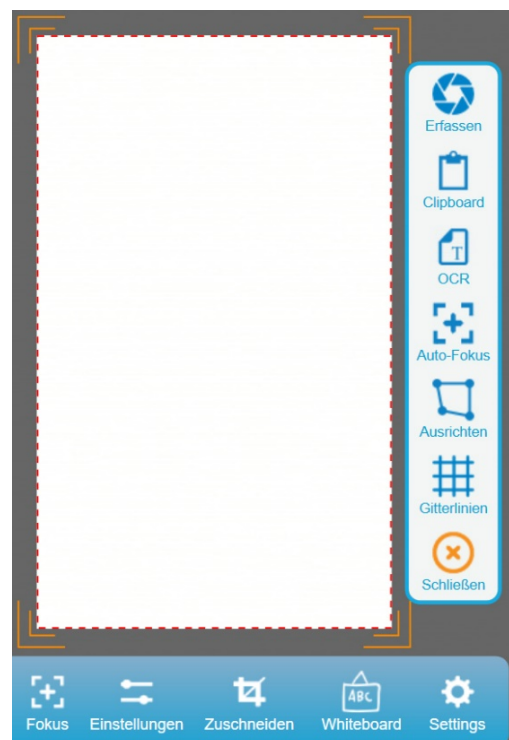 Erfassen
Clipboard
T
OCR
Auto-Fokus
Ausrichten
Gitterlinien
Schließen
ABC
Fokus Einstellungen Zuschneiden Whiteboard Settings